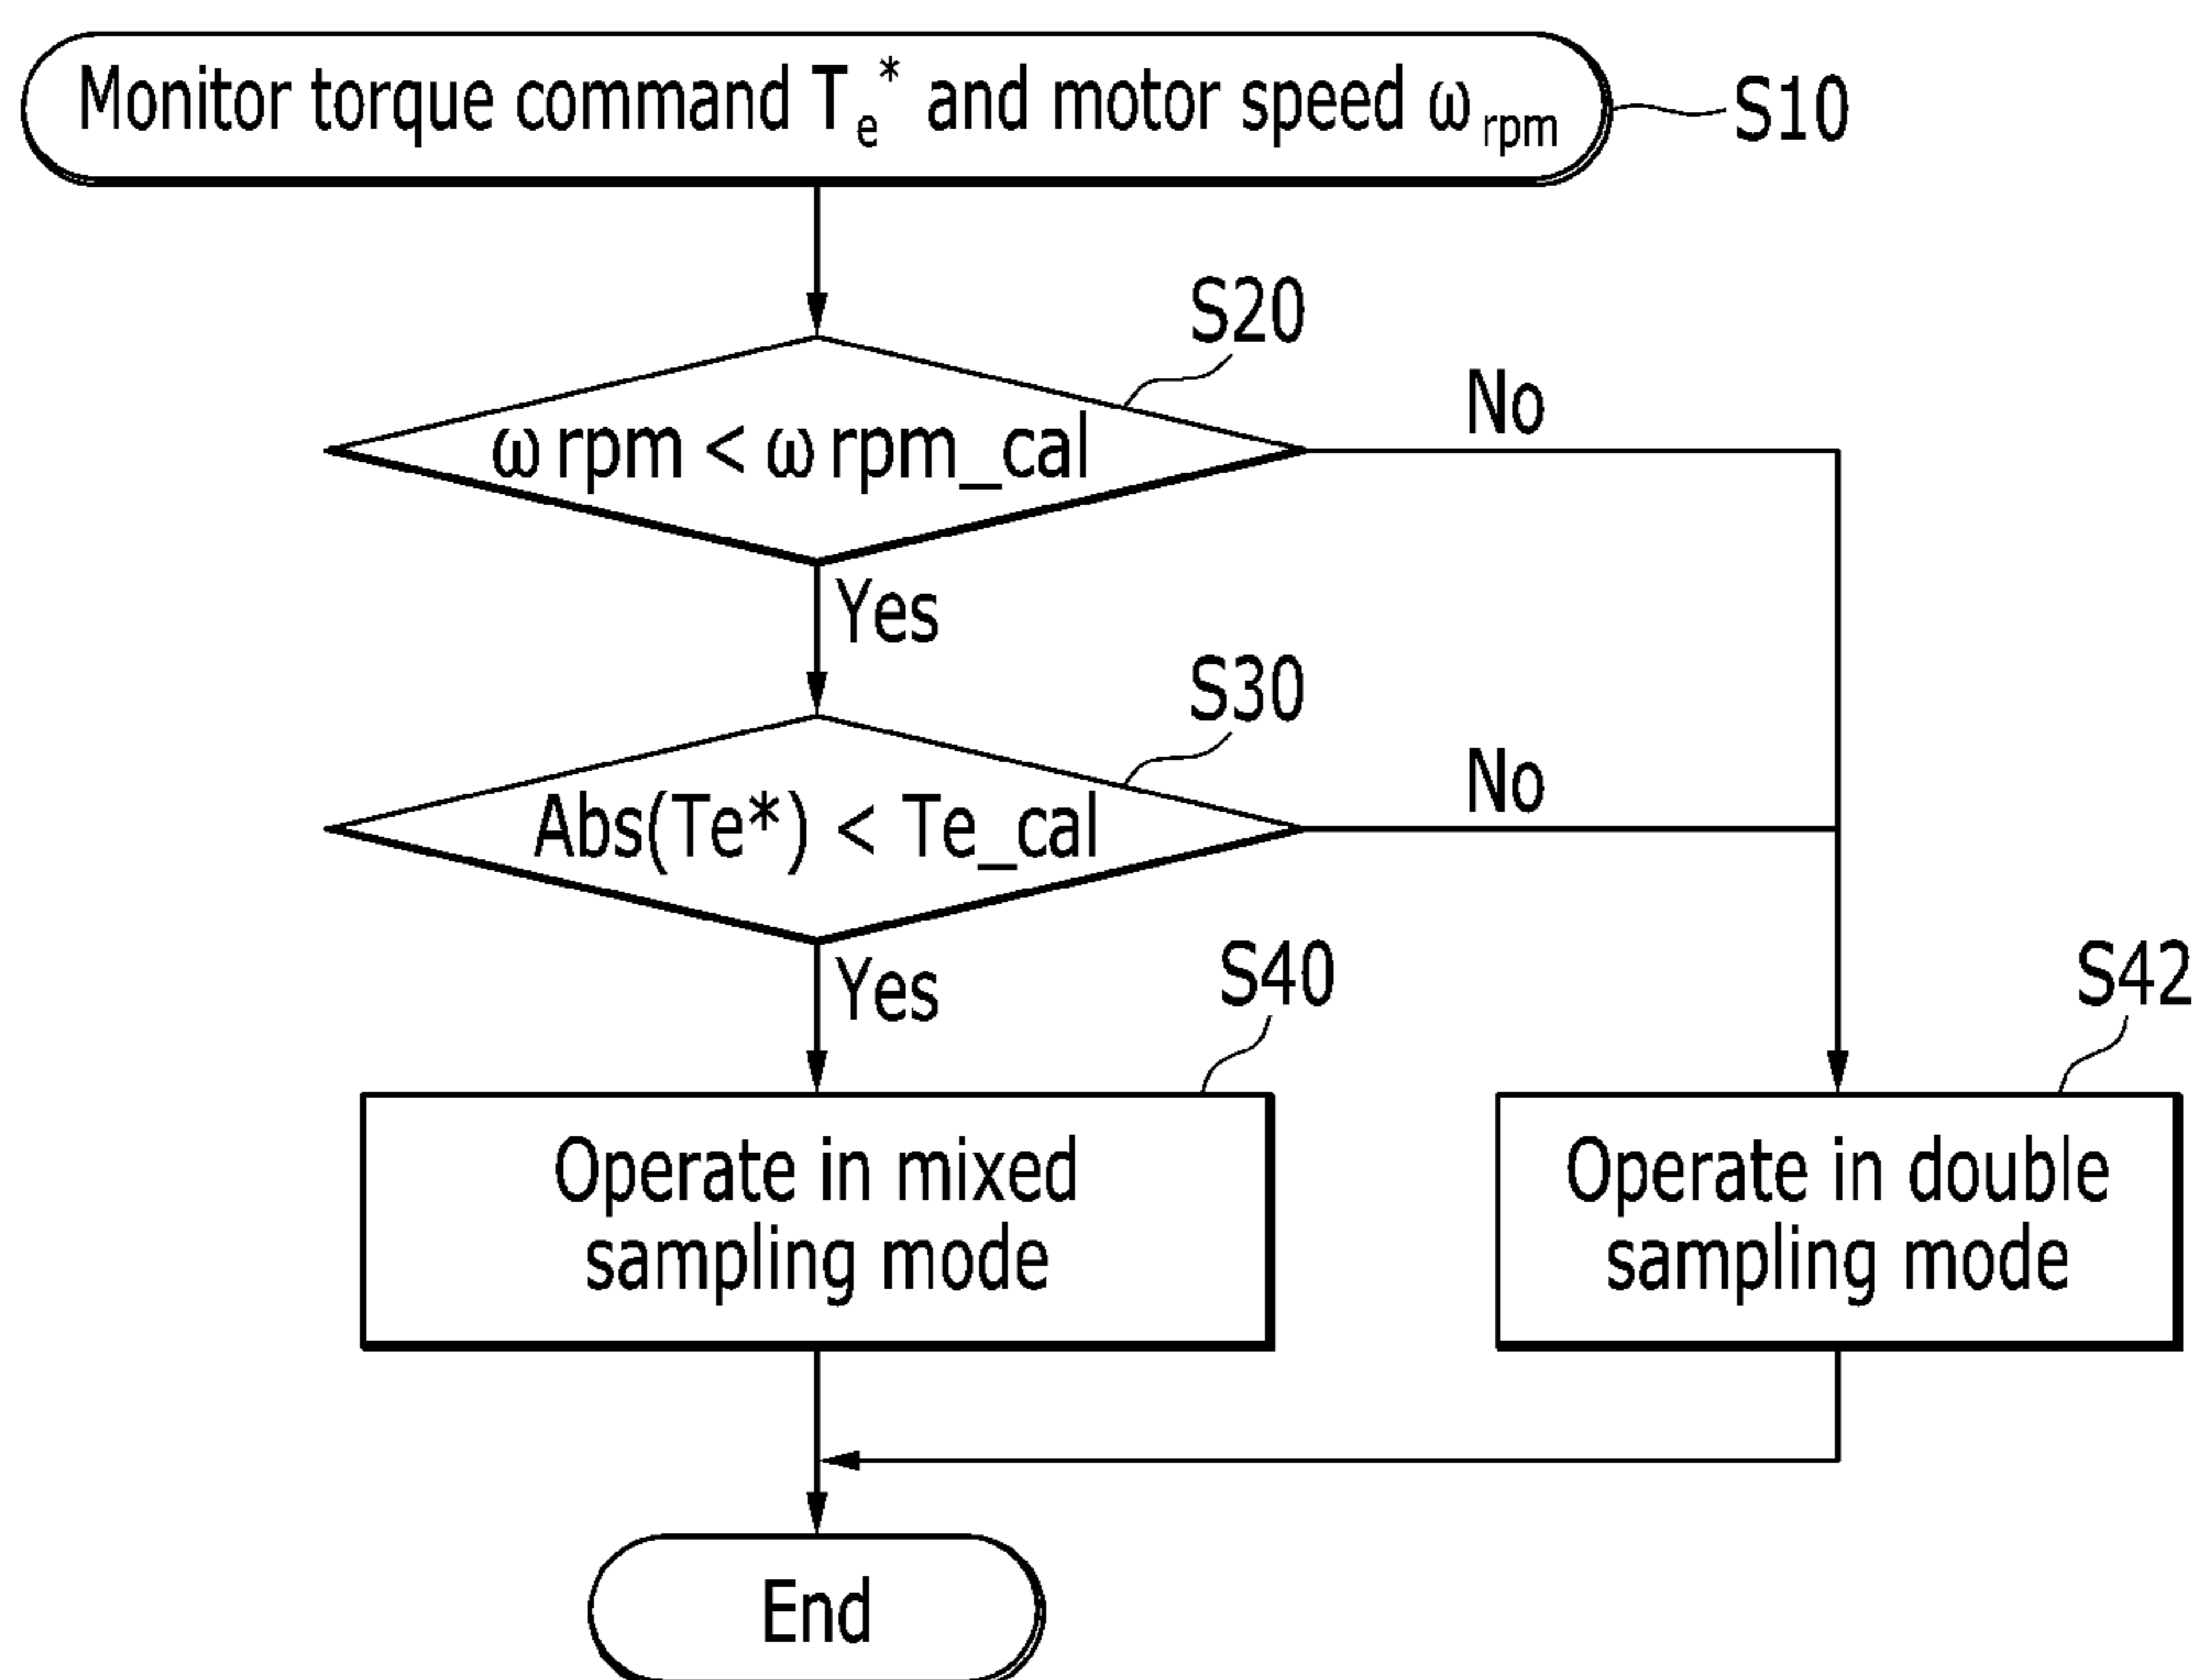 Monitor torque command Te* and motor speed ωrpm
S10
S20
ω rpm < ω rpm_cal
No
Yes
S30
Abs(Te*) < Te_cal
No
Yes
S40
S42
Operate in mixed
sampling mode
Operate in double
sampling mode
End